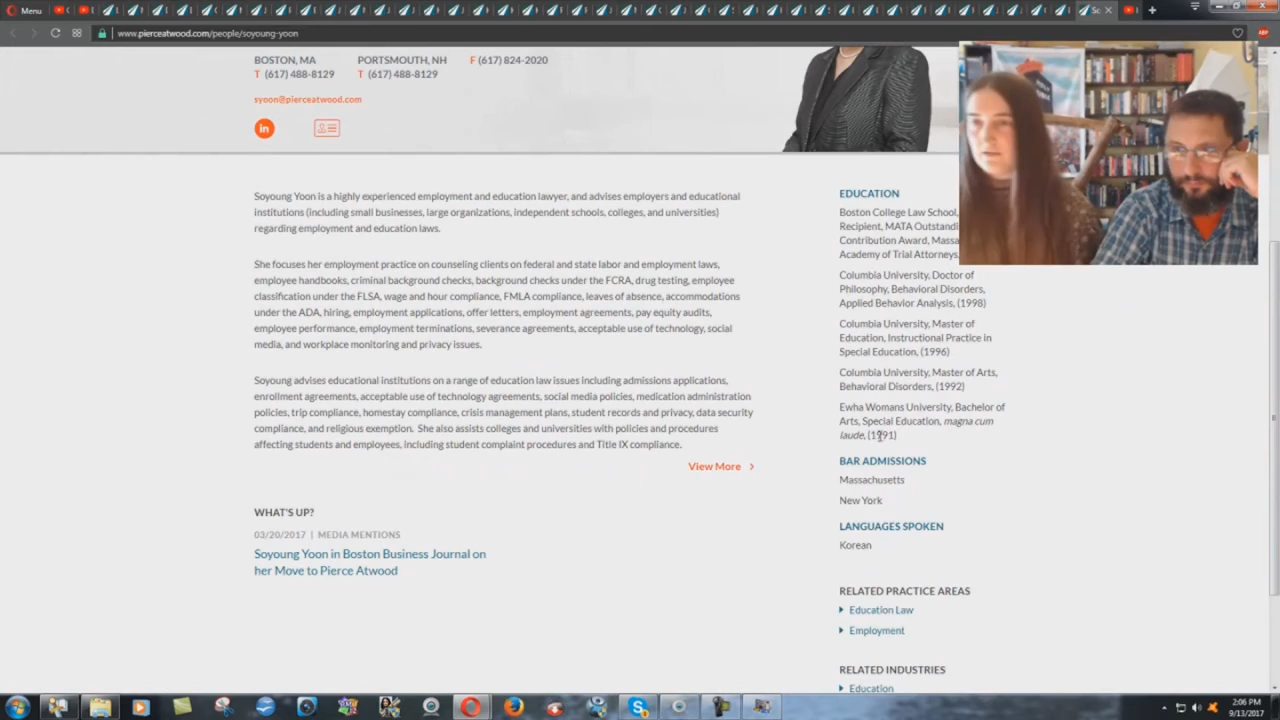 Menu
www.pierceatwood.com/people/soyoung-yoon
BOSTON, MA
T (617) 488-8129
PORTSMOUTH, NH
T (617) 488-8129
F (617) 824-2020
syoon@pierceatwood.com
in
Soyoung Yoon is a highly experienced employment and education lawyer, and advises employers and educational
institutions (including small businesses, large organizations, independent schools, colleges, and universities)
regarding employment and education laws.
She focuses her employment practice on counseling clients on federal and state labor and employment laws,
employee handbooks, criminal background checks, background checks under the FCRA, drug testing, employee
classification under the FLSA, wage and hour compliance, FMLA compliance, leaves of absence, accommodations
under the ADA, hiring, employment applications, offer letters, employment agreements, pay equity audits,
employee performance, employment terminations, severance agreements, acceptable use of technology, social
media, and workplace monitoring and privacy issues.
Soyoung advises educational institutions on a range of education law issues including admissions applications,
enrollment agreements, acceptable use of technology agreements, social media policies, medication administration
policies, trip compliance, homestay compliance, crisis management plans, student records and privacy, data security
compliance, and religious exemption. She also assists colleges and universities with policies and procedures
affecting students and employees, including student complaint procedures and Title IX compliance.
View More
WHAT'S UP?
03/20/2017 | MEDIA MENTIONS
Soyoung Yoon in Boston Business Journal on
her Move to Pierce Atwood
EDUCATION
Boston College Law School,
Recipient, MATA Outstandi
Contribution Award, Massa
Academy of Trial Attorneys,
Columbia University, Doctor of
Philosophy, Behavioral Disorders,
Applied Behavior Analysis, (1998)
Columbia University, Master of
Education, Instructional Practice in
Special Education, (1996)
Columbia University, Master of Arts,
Behavioral Disorders, (1992)
Ewha Womans University, Bachelor of
Arts, Special Education, magna cum
laude, (1991)
BAR ADMISSIONS
Massachusetts
New York
LANGUAGES SPOKEN
Korean
RELATED PRACTICE AREAS
Education Law
Employment
RELATED INDUSTRIES
Education
2:06 PM
9/13/2017